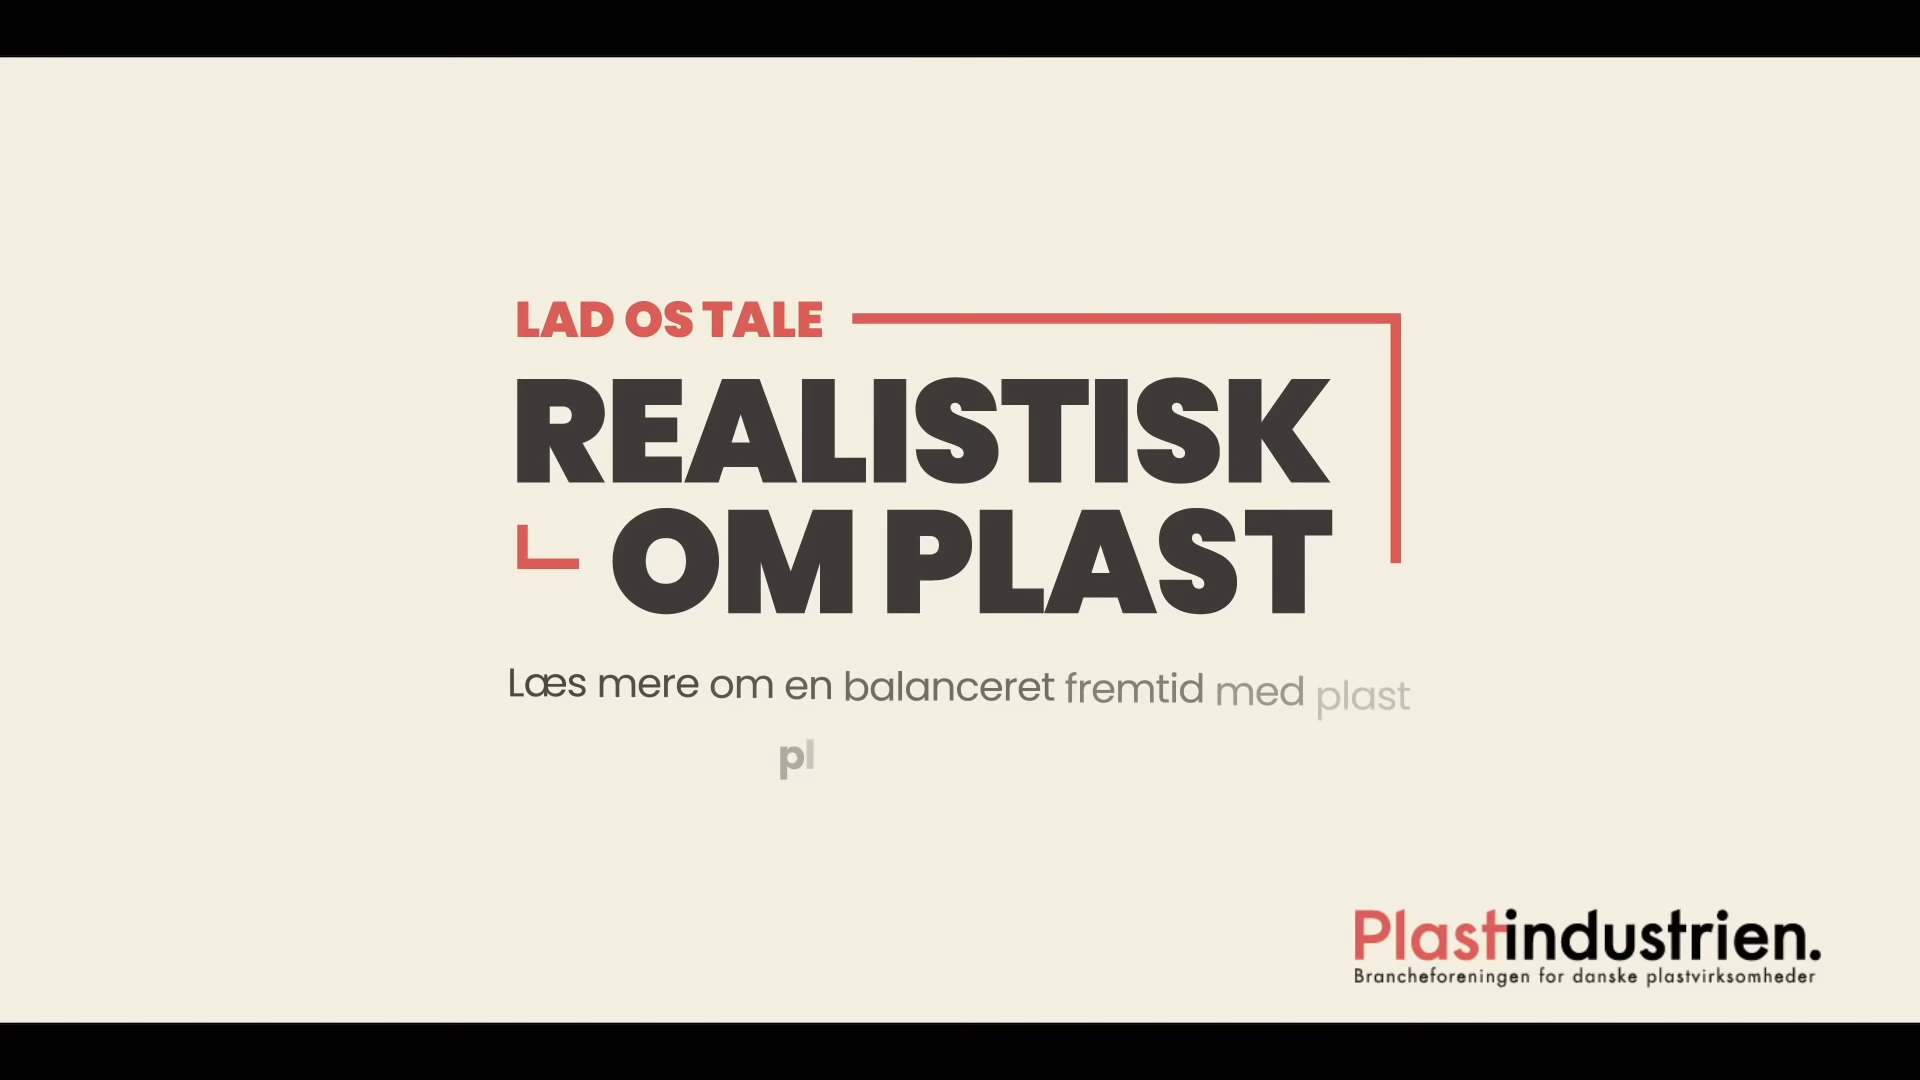 LAD OS TALE
REALISTISK
OM PLAST
Læs mere om en balanceret fremtid med plast
pl
Plastindustrien.
Brancheforeningen for danske plastvirksomheder